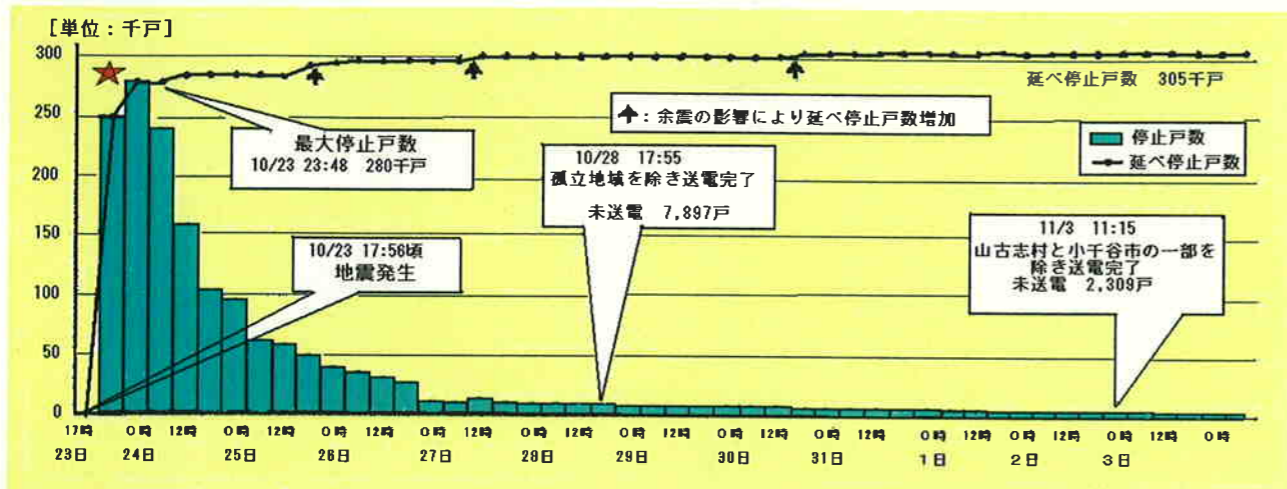 [単位：千戸]
300
250
200
150
100
50
0
延べ停止戸数 305千戸
：余震の影響により延べ停止戸数増加
停止戸数
延べ停止戸数
最大停止戸数
10/23 23:48 280千戸
10/28 17:55
孤立地域を除き送電完了
未送電 7,897戸
10/23 17:56頃
地震発生
11/3 11:15
山古志村と小千谷市の一部を
除き送電完了
未送電 2,309戸
17時 0時 12時 0時 12時 0時 12時 0時 12時 0時 12時 0時 12時 0時 12時 0時 12時 0時 12時 0時 12時 0時 12時 0時
23日 24日 25日 26日 27日 28日 29日 30日 31日 1日 2日 3日